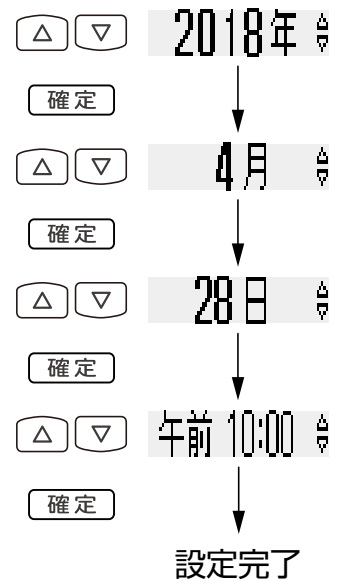 △ ▽ 2018年
確定
△ ▽ 4月
確定
△ ▽ 28日
確定
△ ▽ 午前 10:00
確定
設定完了